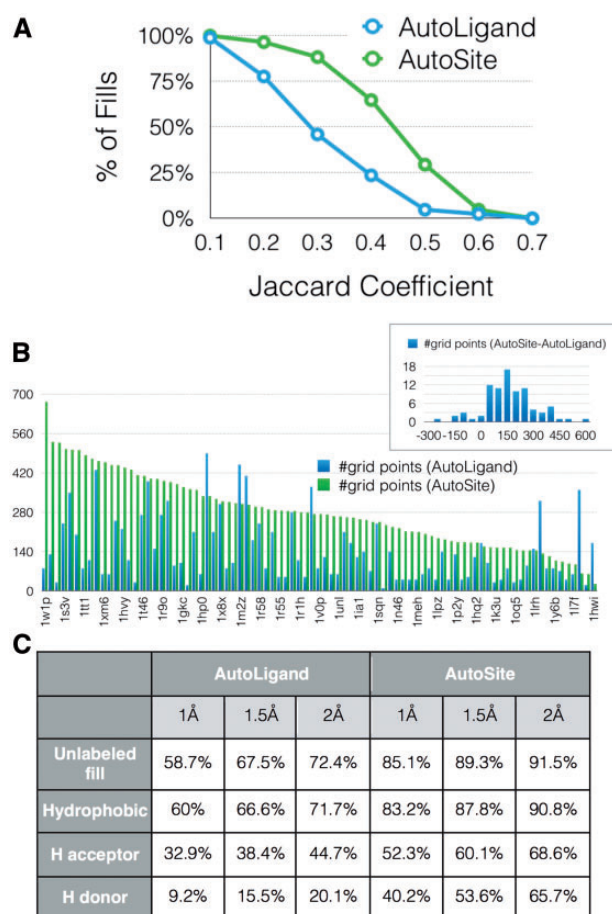 A
AutoLigand
AutoSite
100%
75%
50%
25%
0%
% of Fills
0.1 0.2 0.3 0.4 0.5 0.6 0.7
Jaccard Coefficient
B
#grid points (AutoSite-AutoLigand)
18
12
6
0
-300 -150 0 150 300 450 600
700
560
420
280
140
0
#grid points (AutoLigand)
#grid points (AutoSite)
1w1p 1s3v 1tt1 1xm6 1hvy 1t46 1r9o 1gkc 1hp0 1x8x 1m2z 1r58 1r55 1r1h 1v0p 1unl 1ia1 1sqn 1n46 1meh 1lpz 1p2y 1hq2 1k3u 1oq5 1lrh 1y6b 1l7f 1hwi
C
AutoLigand AutoSite
1Å 1.5Å 2Å 1Å 1.5Å 2Å
Unlabeled
fill 58.7% 67.5% 72.4% 85.1% 89.3% 91.5%
Hydrophobic 60% 66.6% 71.7% 83.2% 87.8% 90.8%
H acceptor 32.9% 38.4% 44.7% 52.3% 60.1% 68.6%
H donor 9.2% 15.5% 20.1% 40.2% 53.6% 65.7%